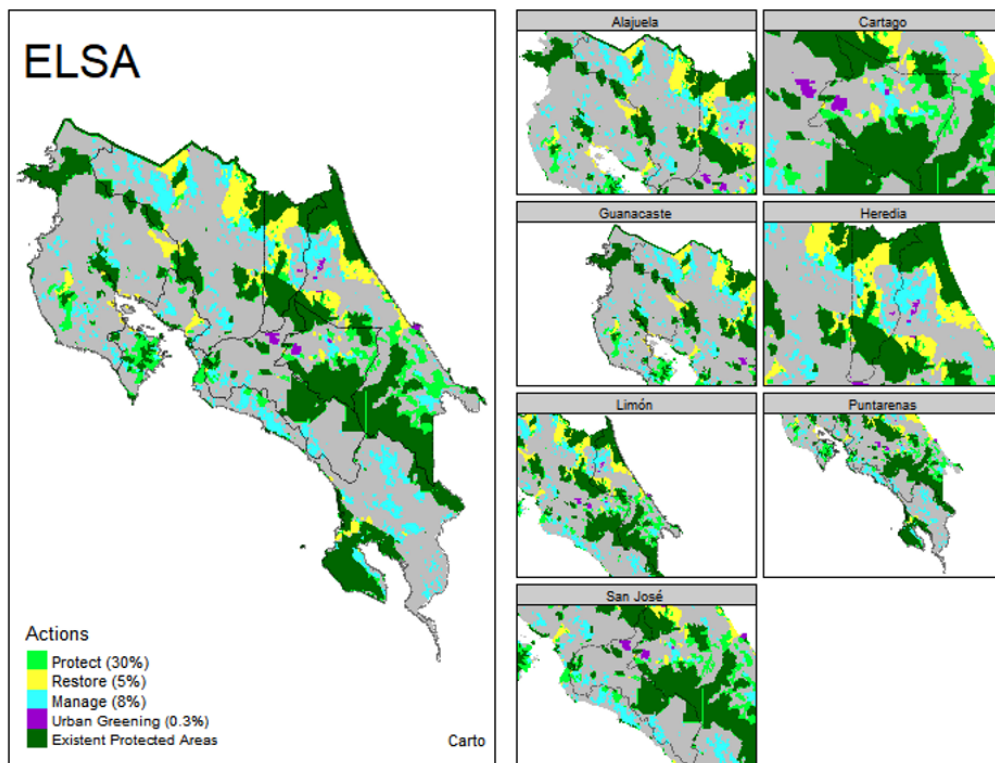 ELSA
Actions
Protect (30%)
Restore (5%)
Manage (8%)
Urban Greening (0.3%)
Existent Protected Areas
Carto
Alajuela
Cartago
Guanacaste
Heredia
Limón
Puntarenas
San José